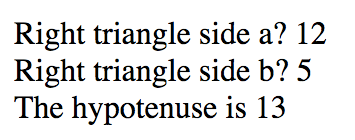 Right triangle side a? 12
Right triangle side b? 5
The hypotenuse is 13